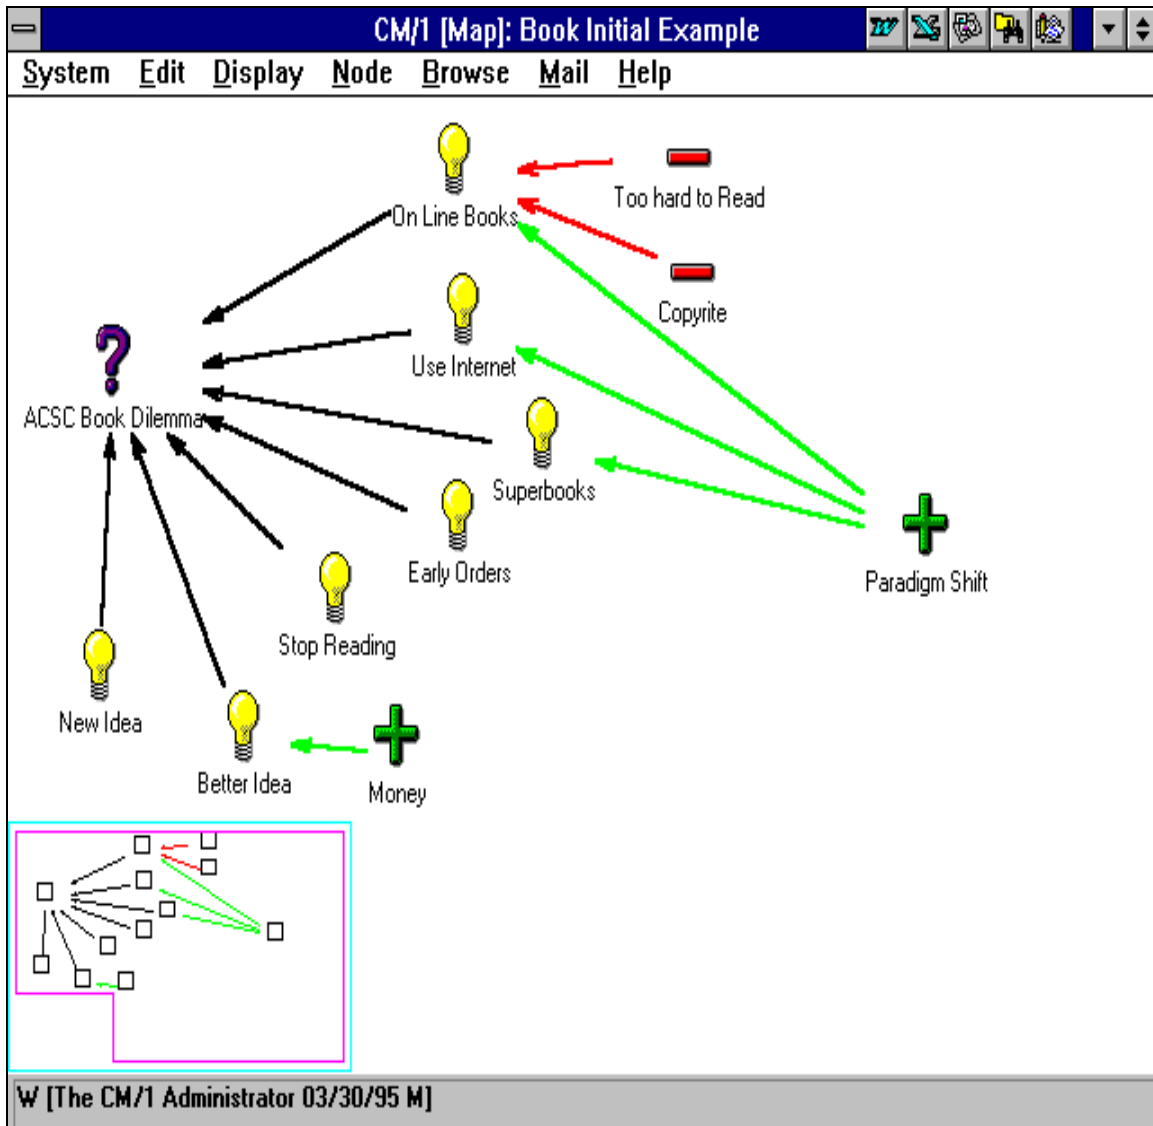 CM/1 [Map]: Book Initial Example
System Edit Display Node Browse Mail Help
On Line Books
Too hard to Read
Copyrite
Use Internet
ACSC Book Dilemma
Superbooks
Early Orders
Paradigm Shift
Stop Reading
New Idea
Better Idea
Money
W [The CM/1 Administrator 03/30/95 M]